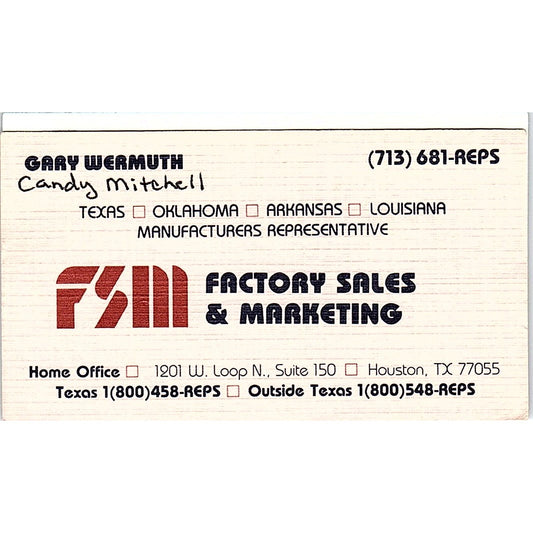 GARY WERMUTH (713) 681-REPS
Candy Mitchell
TEXAS □ OKLAHOMA □ ARKANSAS □ LOUISIANA
MANUFACTURERS REPRESENTATIVE
FSM FACTORY SALES
& MARKETING
Home Office □ 1201 W. Loop N., Suite 150 □ Houston, TX 77055
Texas 1(800)458-REPS □ Outside Texas 1(800)548-REPS